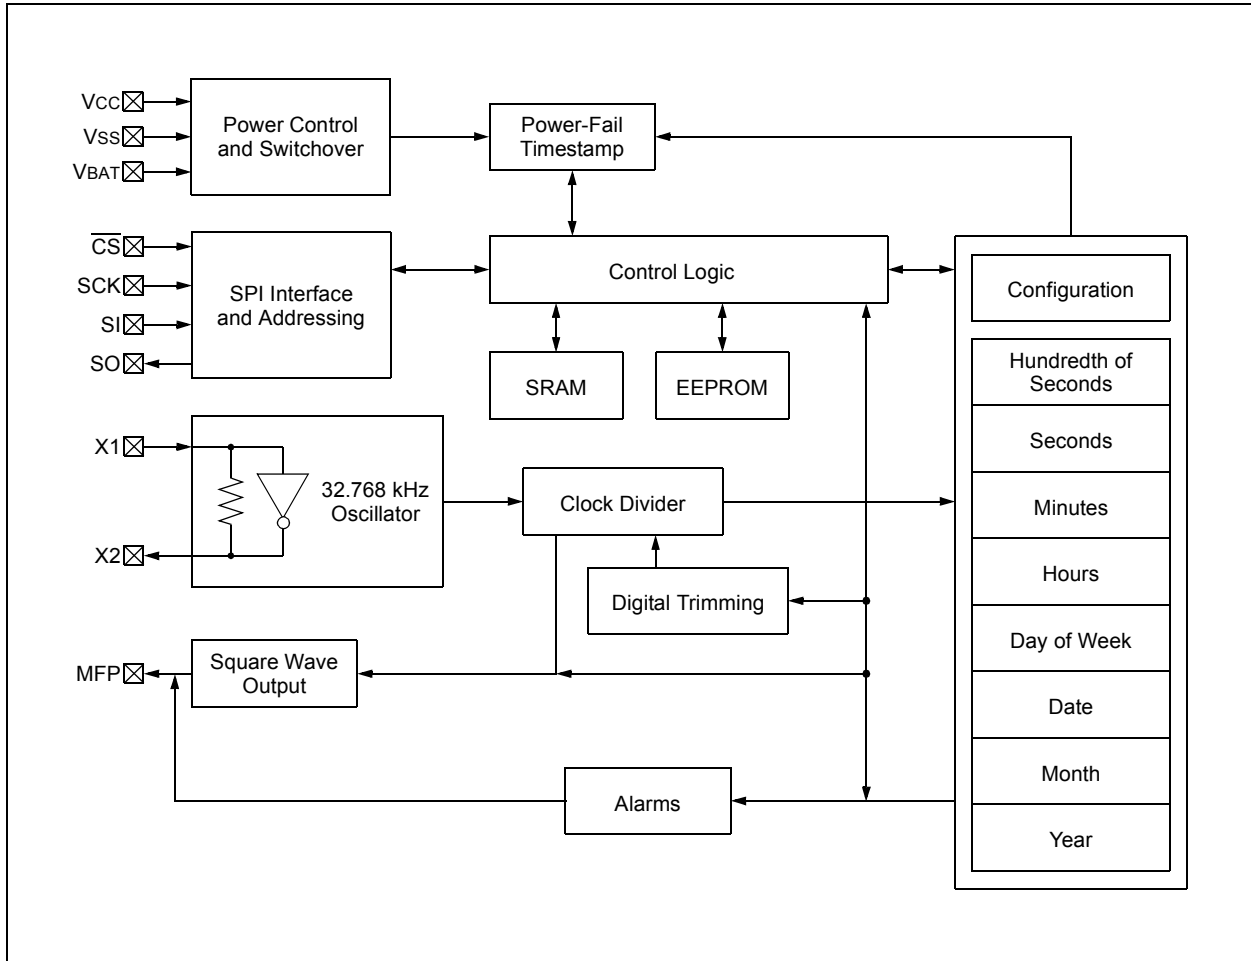 VCC
VSS
VBAT
Power Control
and Switchover
Power-Fail
Timestamp
CS
SCK
SI
SO
SPI Interface
and Addressing
Control Logic
SRAM
EEPROM
X1
X2
32.768 kHz
Oscillator
Clock Divider
Digital Trimming
MFP
Square Wave
Output
Alarms
Configuration
Hundredth of
Seconds
Seconds
Minutes
Hours
Day of Week
Date
Month
Year